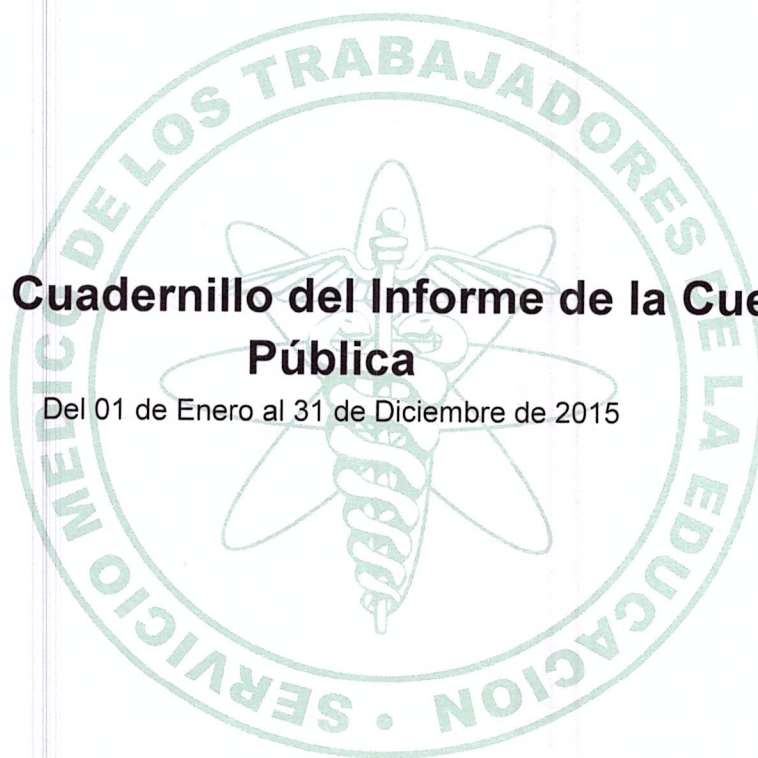 SERVICIO MEDICO DE LOS TRABAJADORES DE LA EDUCACION •
Cuadernillo del Informe de la Cue
Pública
Del 01 de Enero al 31 de Diciembre de 2015